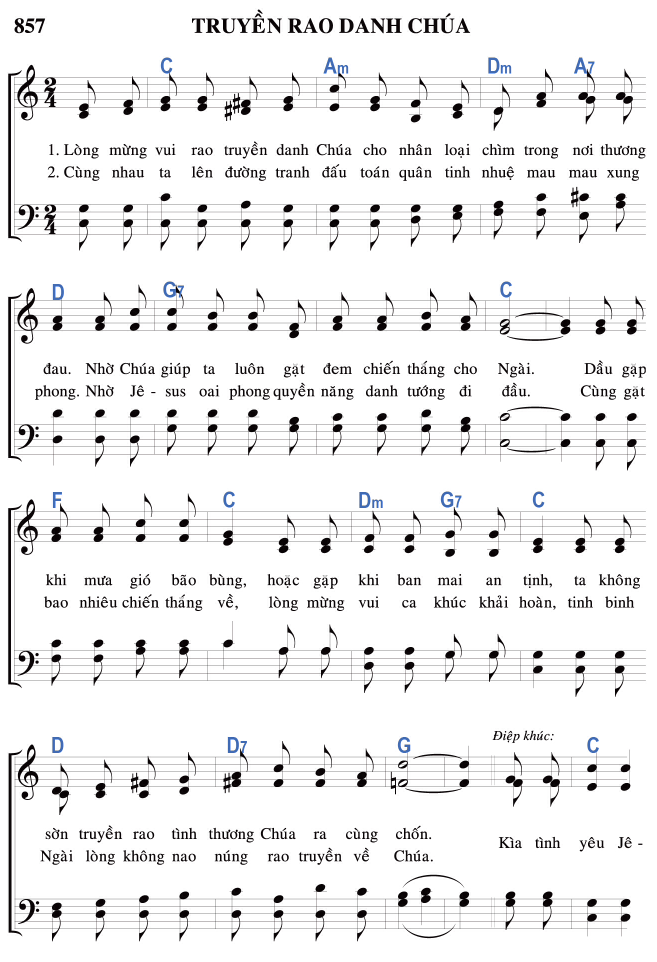 857 TRUYỀN RAO DANH CHÚA
C Am Dm A7
2 4
1. Lòng mừng vui rao truyền danh Chúa cho nhân loại chìm trong nơi thương
2. Cùng nhau ta lên đường tranh đấu toán quân tinh nhuệ mau mau xung
2 4
D G7 C
đau. Nhờ Chúa giúp ta luôn gạt đem chiến thắng cho Ngài. Dầu gặp
phong. Nhờ Jê - sus oai phong quyền năng danh tướng đi đầu. Cùng gạt
F C Dm G7 C
khi mưa gió bão bùng, hoặc gặp khi ban mai an tịnh, ta không
bao nhiêu chiến thắng về, lòng mừng vui ca khúc khải hoàn, tinh binh
Điệp khúc:
D D7 G C
sờn truyền rao tình thương Chúa ra cùng chốn.
Kìa tình yêu Jê -
Ngài lòng không nao núng rao truyền về Chúa.